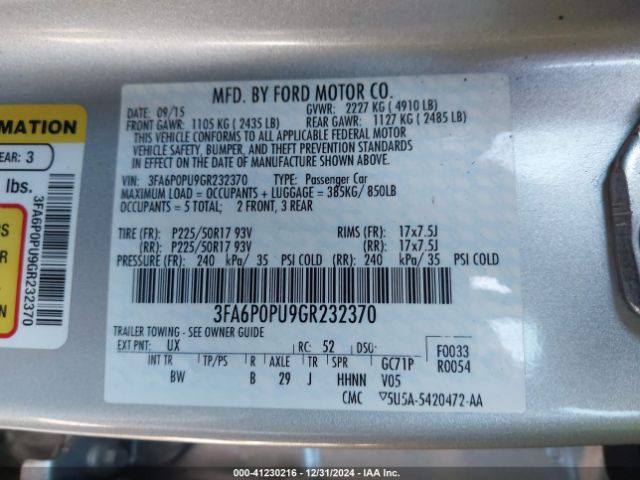 MFD. BY FORD MOTOR CO.
DATE: 09/15 GVWR: 2227 KG ( 4910 LB)
FRONT GAWR: 1105 KG ( 2435 LB) REAR GAWR: 1127 KG ( 2485 LB)
THIS VEHICLE CONFORMS TO ALL APPLICABLE FEDERAL MOTOR
VEHICLE SAFETY, BUMPER, AND THEFT PREVENTION STANDARDS
IN EFFECT ON THE DATE OF MANUFACTURE SHOWN ABOVE.
VIN: 3FA6P0PU9GR232370 TYPE: Passenger Car
MAXIMUM LOAD = OCCUPANTS + LUGGAGE = 385KG/ 850LB
OCCUPANTS = 5 TOTAL; 2 FRONT, 3 REAR
TIRE (FR): P225/50R17 93V RIMS (FR): 17x7.5J
(RR): P225/50R17 93V (RR): 17x7.5J
PRESSURE (FR): 240 kPa/ 35 PSI COLD (RR): 240 kPa/ 35 PSI COLD
3FA6P0PU9GR232370
TRAILER TOWING - SEE OWNER GUIDE
EXT PNT: UX RC: 52 DSO: F0033
INT TR TP/PS R AXLE TR SPR GC71P R0054
BW B 29 J HHNN V05
CMC ▽5U5A-5420472-AA
RMATION
EAR: 3
lbs.
S
R
3FA6P0PU9GR232370
000-41230216 - 12/31/2024 - IAA Inc.